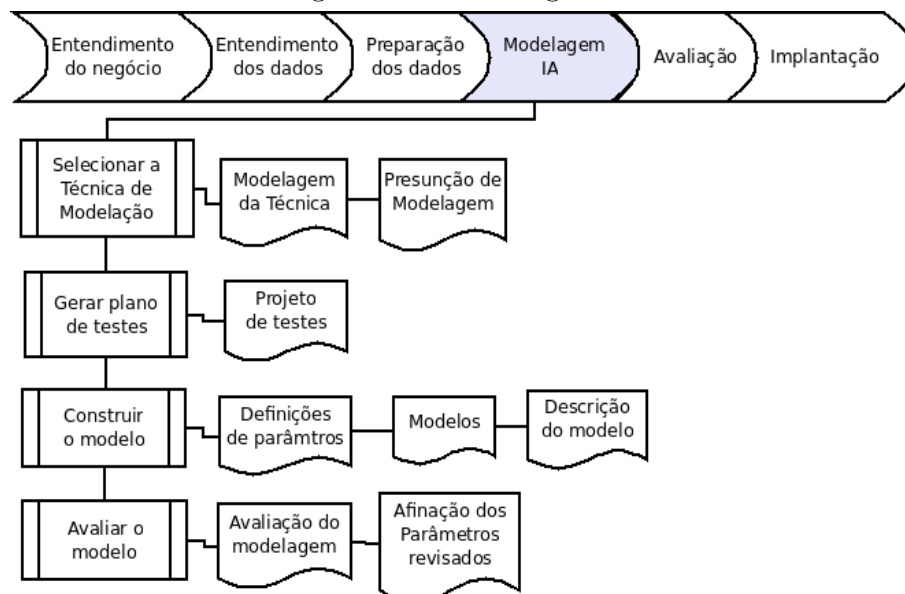 Entendimento
do negócio
Entendimento
dos dados
Preparação
dos dados
Modelagem
IA
Avaliação
Implantação
Selecionar a
Técnica de
Modelação
Modelagem
da Técnica
Presunção de
Modelagem
Gerar plano
de testes
Projeto
de testes
Construir
o modelo
Definições
de parâmtros
Modelos
Descrição
do modelo
Avaliar o
modelo
Avaliação do
modelagem
Afinação dos
Parâmetros
revisados